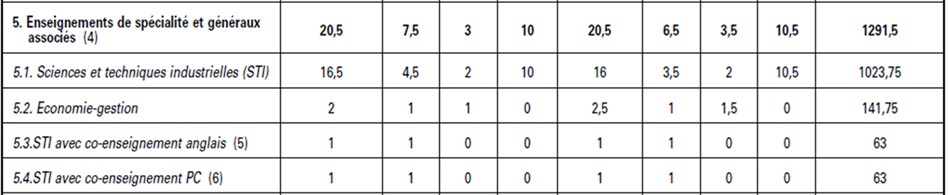 5. Enseignements de spécialité et généraux associés (4) 20,5 7,5 3 10 20,5 6,5 3,5 10,5 1291,5
5.1. Sciences et techniques industrielles (STI) 16,5 4,5 2 10 16 3,5 2 10,5 1023,75
5.2. Economie-gestion 2 1 1 0 2,5 1 1,5 0 141,75
5.3.STI avec co-enseignement anglais (5) 1 1 0 0 1 1 0 0 63
5.4.STI avec co-enseignement PC (6) 1 1 0 0 1 1 0 0 63